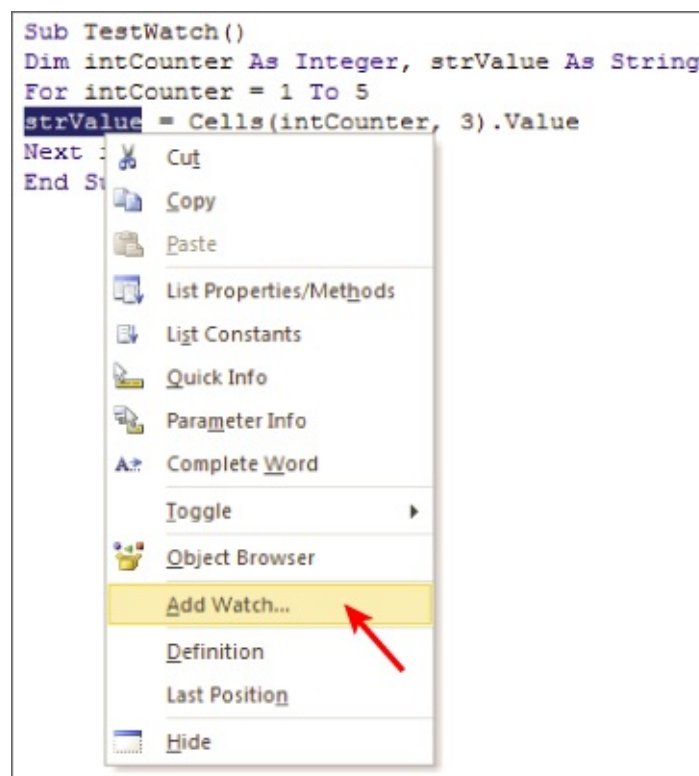 Sub TestWatch()
Dim intCounter As Integer, strValue As String
For intCounter = 1 To 5
strValue = Cells(intCounter, 3).Value
Next
End Su
Cut
Copy
Paste
List Properties/Methods
List Constants
Quick Info
Parameter Info
Complete Word
Toggle
Object Browser
Add Watch...
Definition
Last Position
Hide